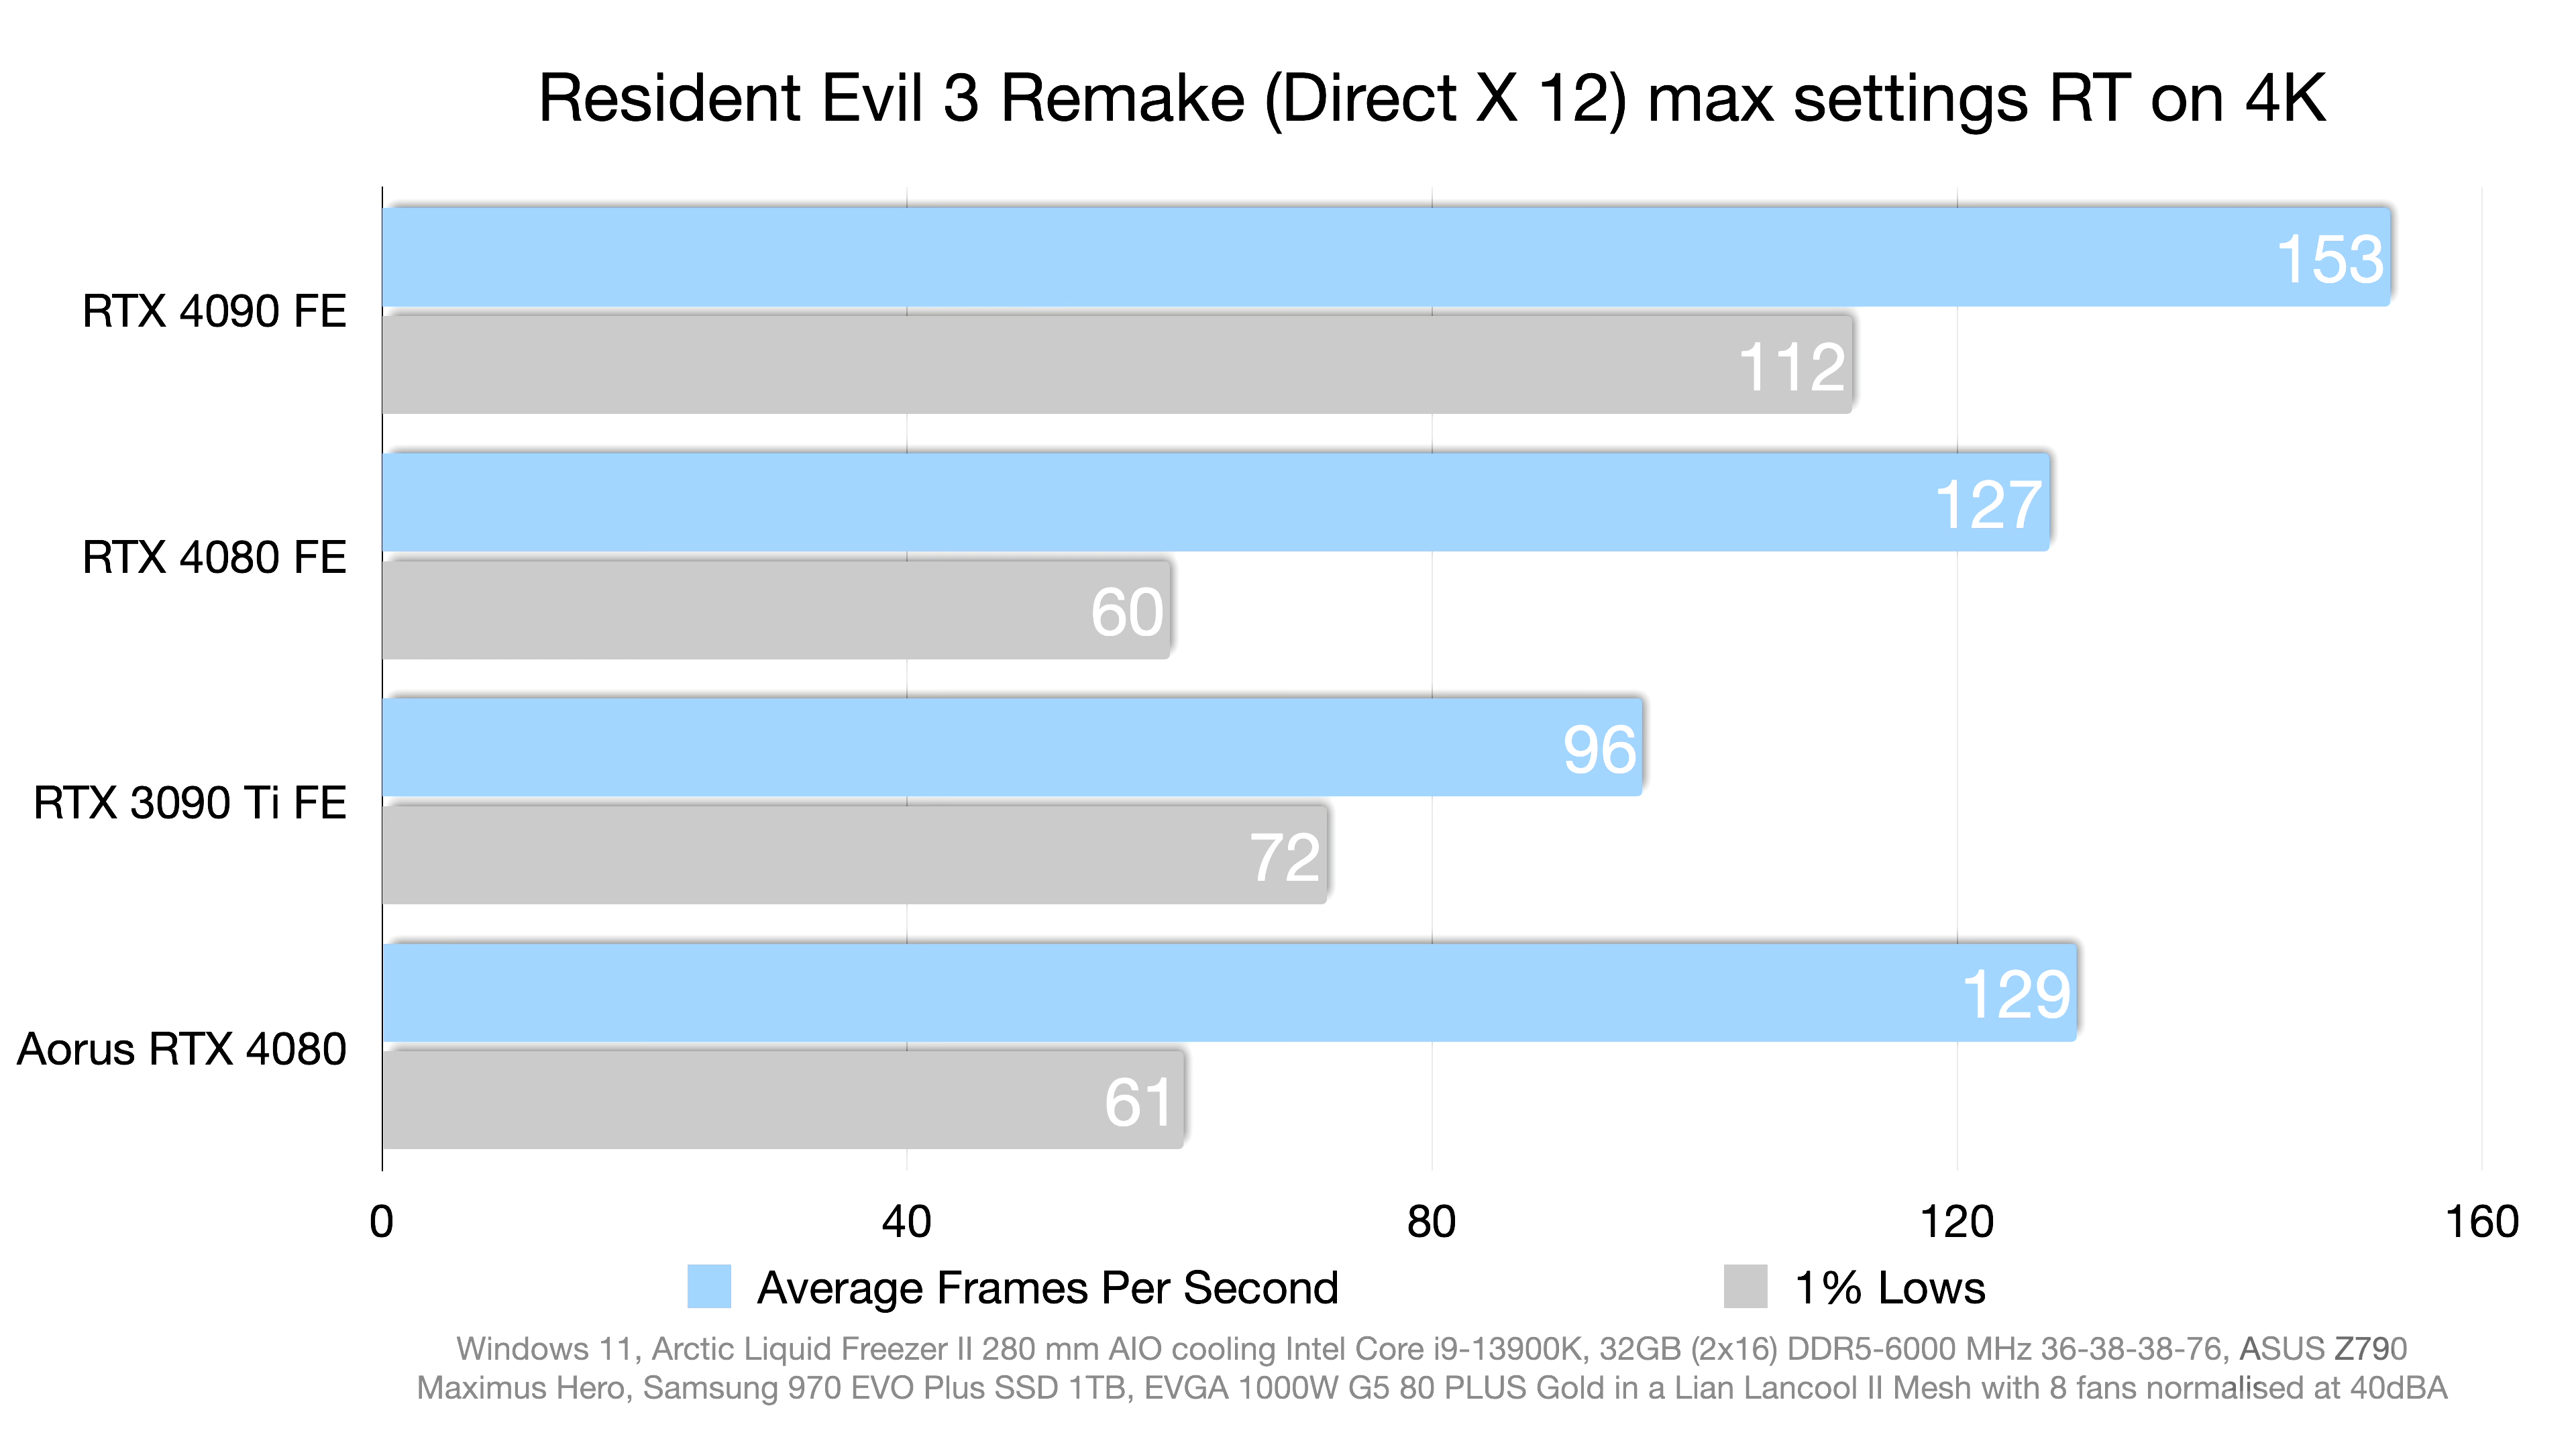 Resident Evil 3 Remake (Direct X 12) max settings RT on 4K
RTX 4090 FE
153
112
RTX 4080 FE
127
60
RTX 3090 Ti FE
96
72
Aorus RTX 4080
129
61
0 40 80 120 160
Average Frames Per Second 1% Lows
Windows 11, Arctic Liquid Freezer II 280 mm AIO cooling Intel Core i9-13900K, 32GB (2x16) DDR5-6000 MHz 36-38-38-76, ASUS Z790
Maximus Hero, Samsung 970 EVO Plus SSD 1TB, EVGA 1000W G5 80 PLUS Gold in a Lian Lancool II Mesh with 8 fans normalised at 40dBA